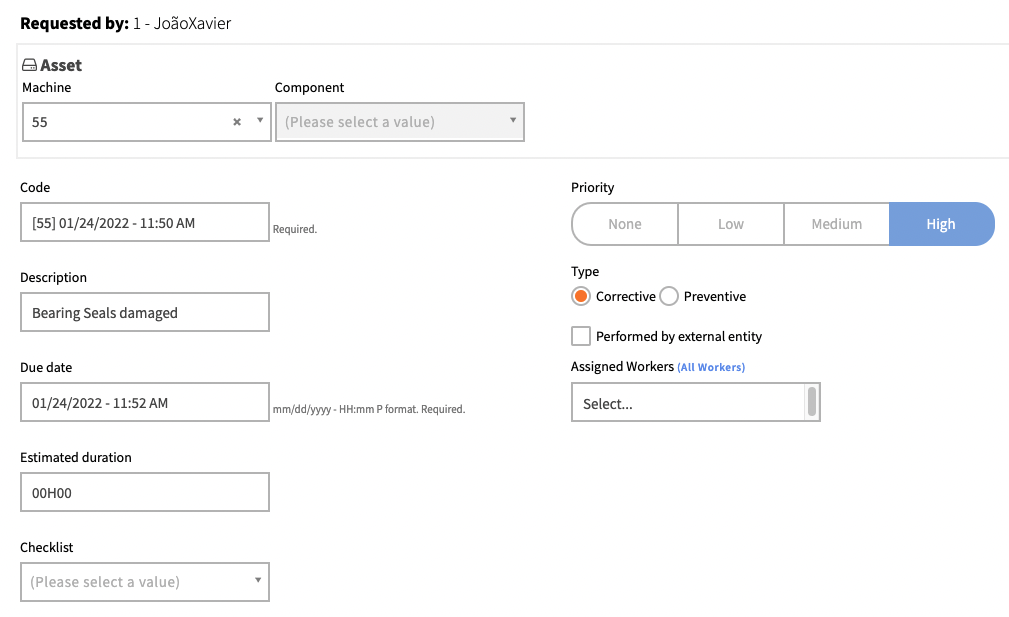 Requested by: 1 - JoãoXavier
Asset
Machine
Component
55
(Please select a value)
Code
[55] 01/24/2022 - 11:50 AM
Required.
Description
Bearing Seals damaged
Due date
01/24/2022 - 11:52 AM
mm/dd/yyyy - HH:mm P format. Required.
Estimated duration
00H00
Checklist
(Please select a value)
Priority
None
Low
Medium
High
Type
Corrective
Preventive
Performed by external entity
Assigned Workers (All Workers)
Select...